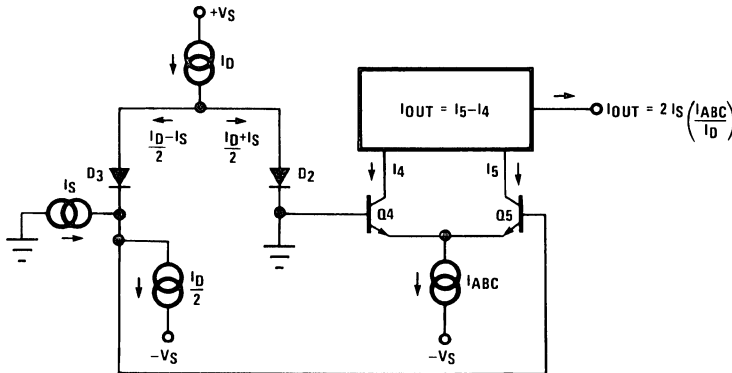 +VS
ID
ID/2 − IS
ID/2 + IS
D3
D2
IS
ID/2
−VS
IOUT = I5 − I4
IOUT = 2 IS (IABC/ID)
I4
I5
Q4
Q5
IABC
−VS